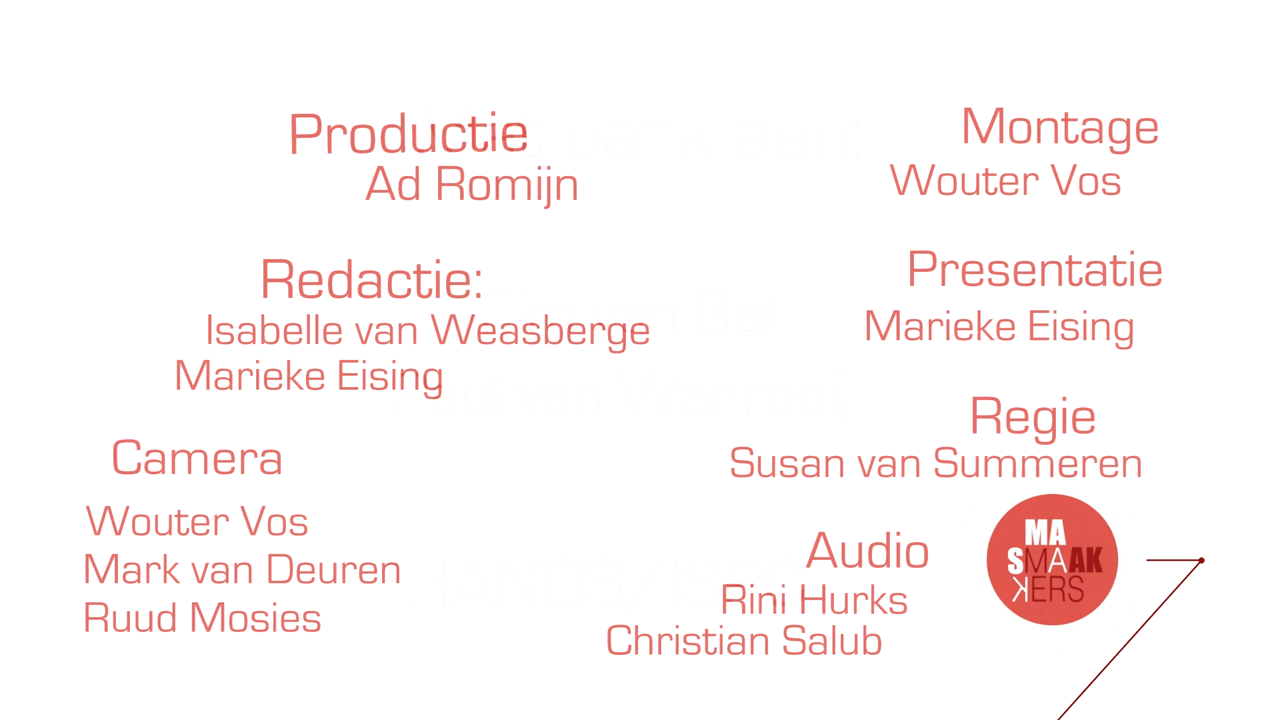 Productie
Ad Romijn
Redactie:
Isabelle van Weasberge
Marieke Eising
Camera
Wouter Vos
Mark van Deuren
Ruud Mosies
Montage
Wouter Vos
Presentatie
Marieke Eising
Regie
Susan van Summeren
Audio
Rini Hurks
Christian Salub
MA
SMAAK
KERS